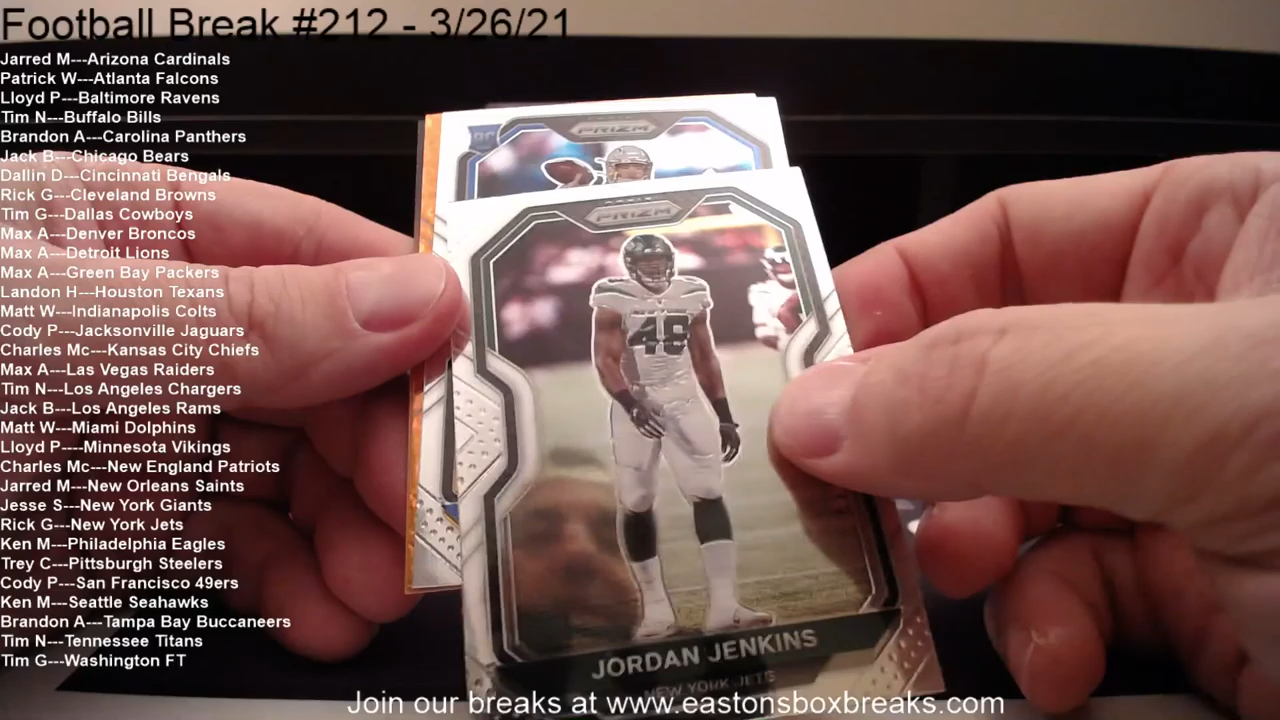 Football Break #212 - 3/26/21
Jarred M---Arizona Cardinals
Patrick W---Atlanta Falcons
Lloyd P---Baltimore Ravens
Tim N---Buffalo Bills
Brandon A---Carolina Panthers
Jack B---Chicago Bears
Dallin D---Cincinnati Bengals
Rick G---Cleveland Browns
Tim G---Dallas Cowboys
Max A---Denver Broncos
Max A---Detroit Lions
Max A---Green Bay Packers
Landon H---Houston Texans
Matt W---Indianapolis Colts
Cody P---Jacksonville Jaguars
Charles Mc---Kansas City Chiefs
Max A---Las Vegas Raiders
Tim N---Los Angeles Chargers
Jack B---Los Angeles Rams
Matt W---Miami Dolphins
Lloyd P----Minnesota Vikings
Charles Mc---New England Patriots
Jarred M---New Orleans Saints
Jesse S---New York Giants
Rick G---New York Jets
Ken M---Philadelphia Eagles
Trey C---Pittsburgh Steelers
Cody P---San Francisco 49ers
Ken M---Seattle Seahawks
Brandon A---Tampa Bay Buccaneers
Tim N---Tennessee Titans
Tim G---Washington FT
RC
PRIZM
PANINI
PRIZM
48
JORDAN JENKINS
NEW YORK JETS
Join our breaks at www.eastonsboxbreaks.com